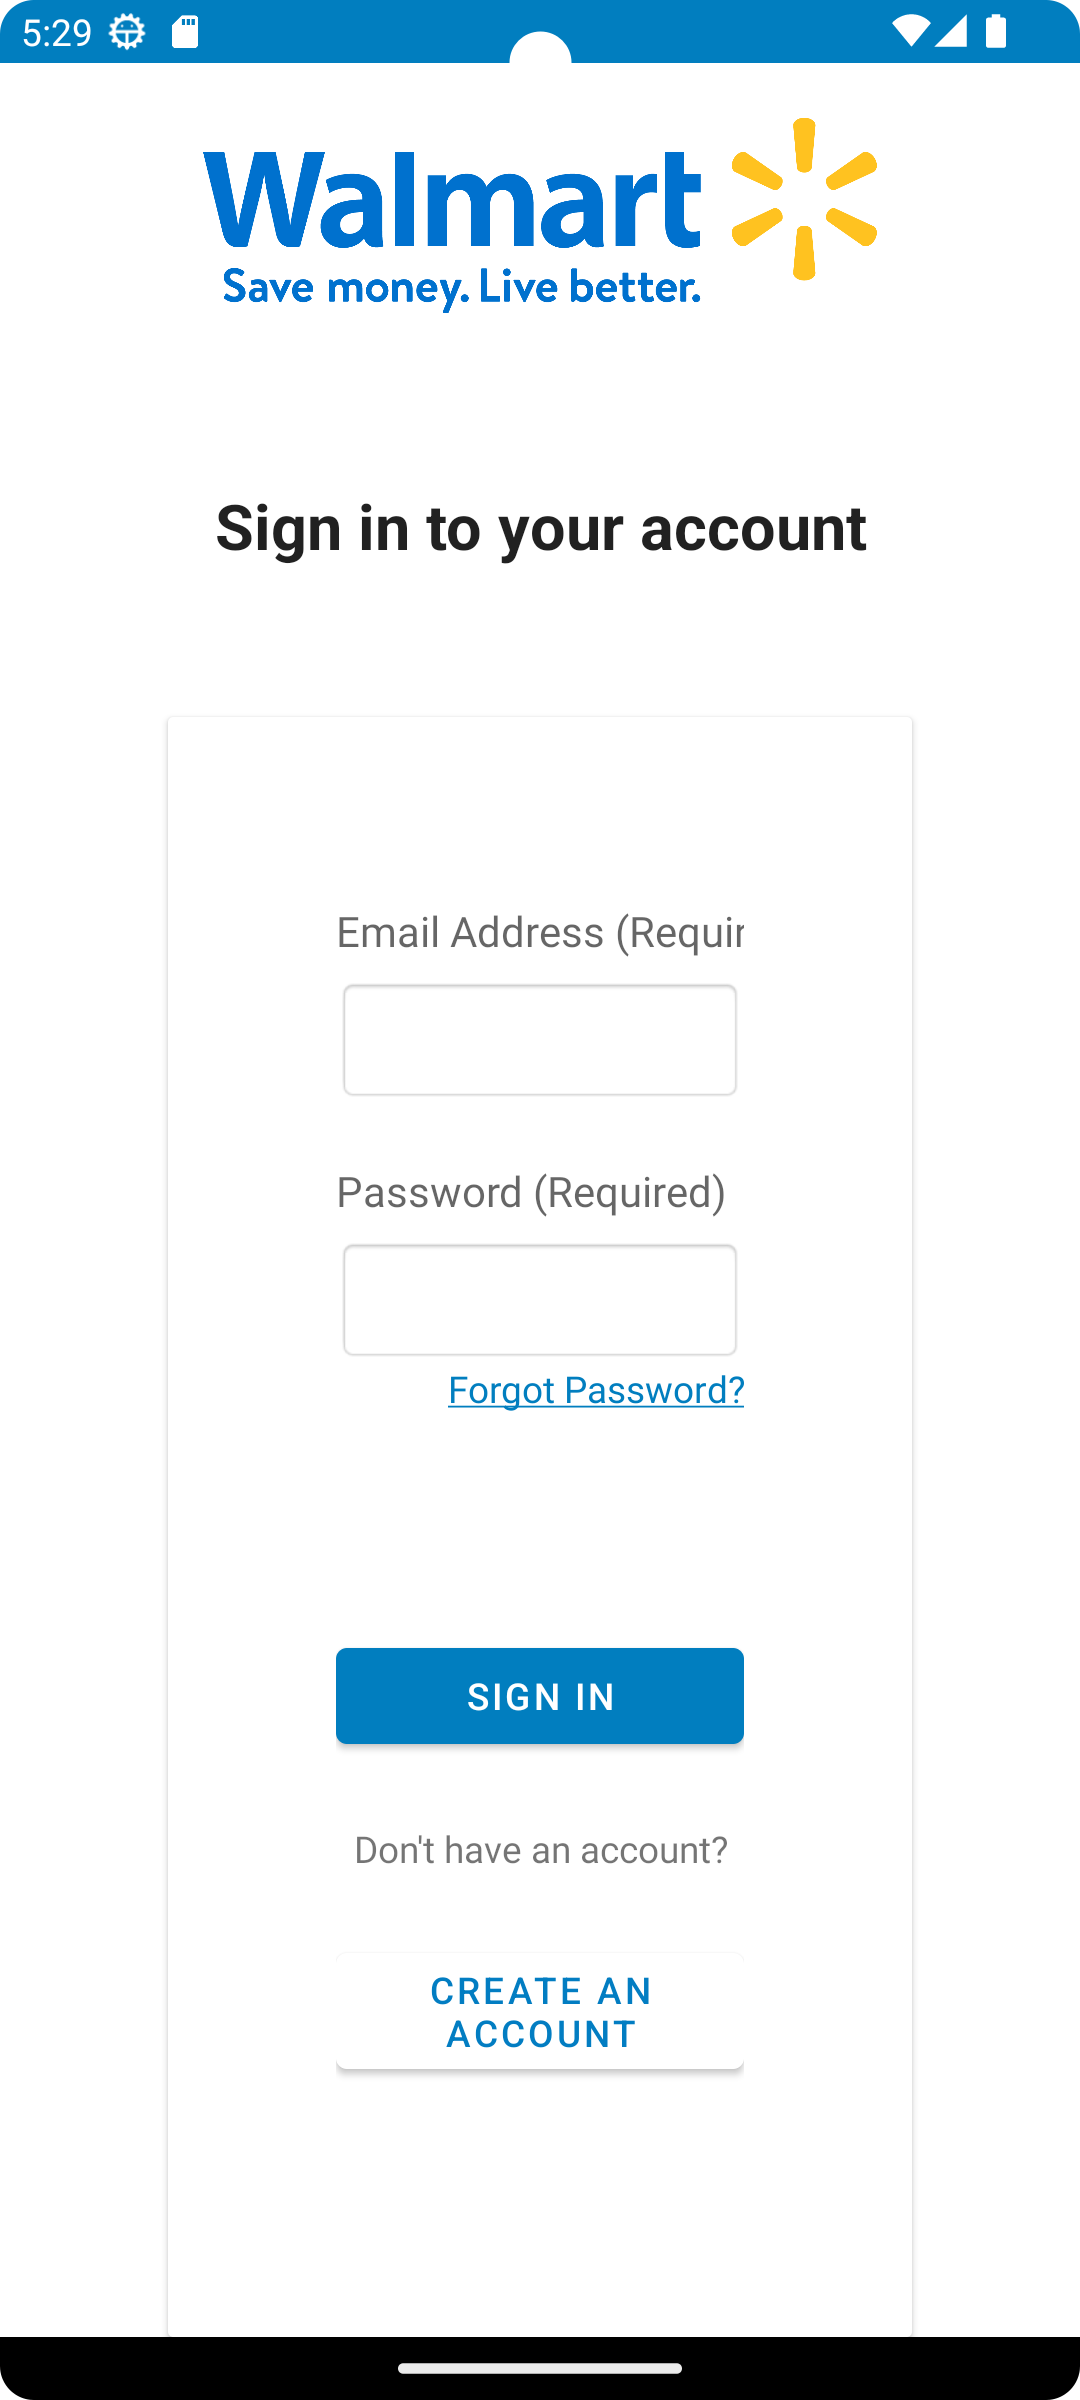 5:29
Walmart
Save money. Live better.
Sign in to your account
Email Address (Requir
Password (Required)
Forgot Password?
SIGN IN
Don't have an account?
CREATE AN
ACCOUNT